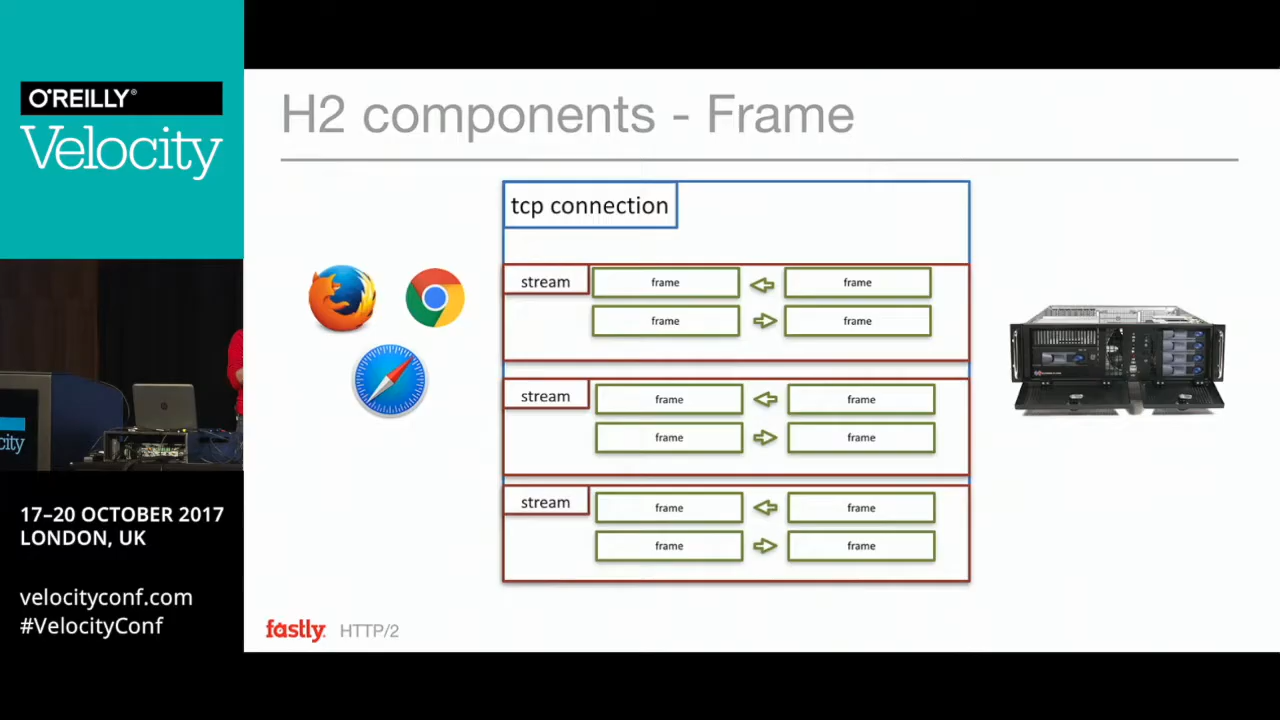 O'REILLY®
Velocity
H2 components - Frame
tcp connection
stream
frame
frame
frame
frame
stream
frame
frame
frame
frame
stream
frame
frame
frame
frame
city
17–20 OCTOBER 2017
LONDON, UK
velocityconf.com
#VelocityConf
fastly
HTTP/2